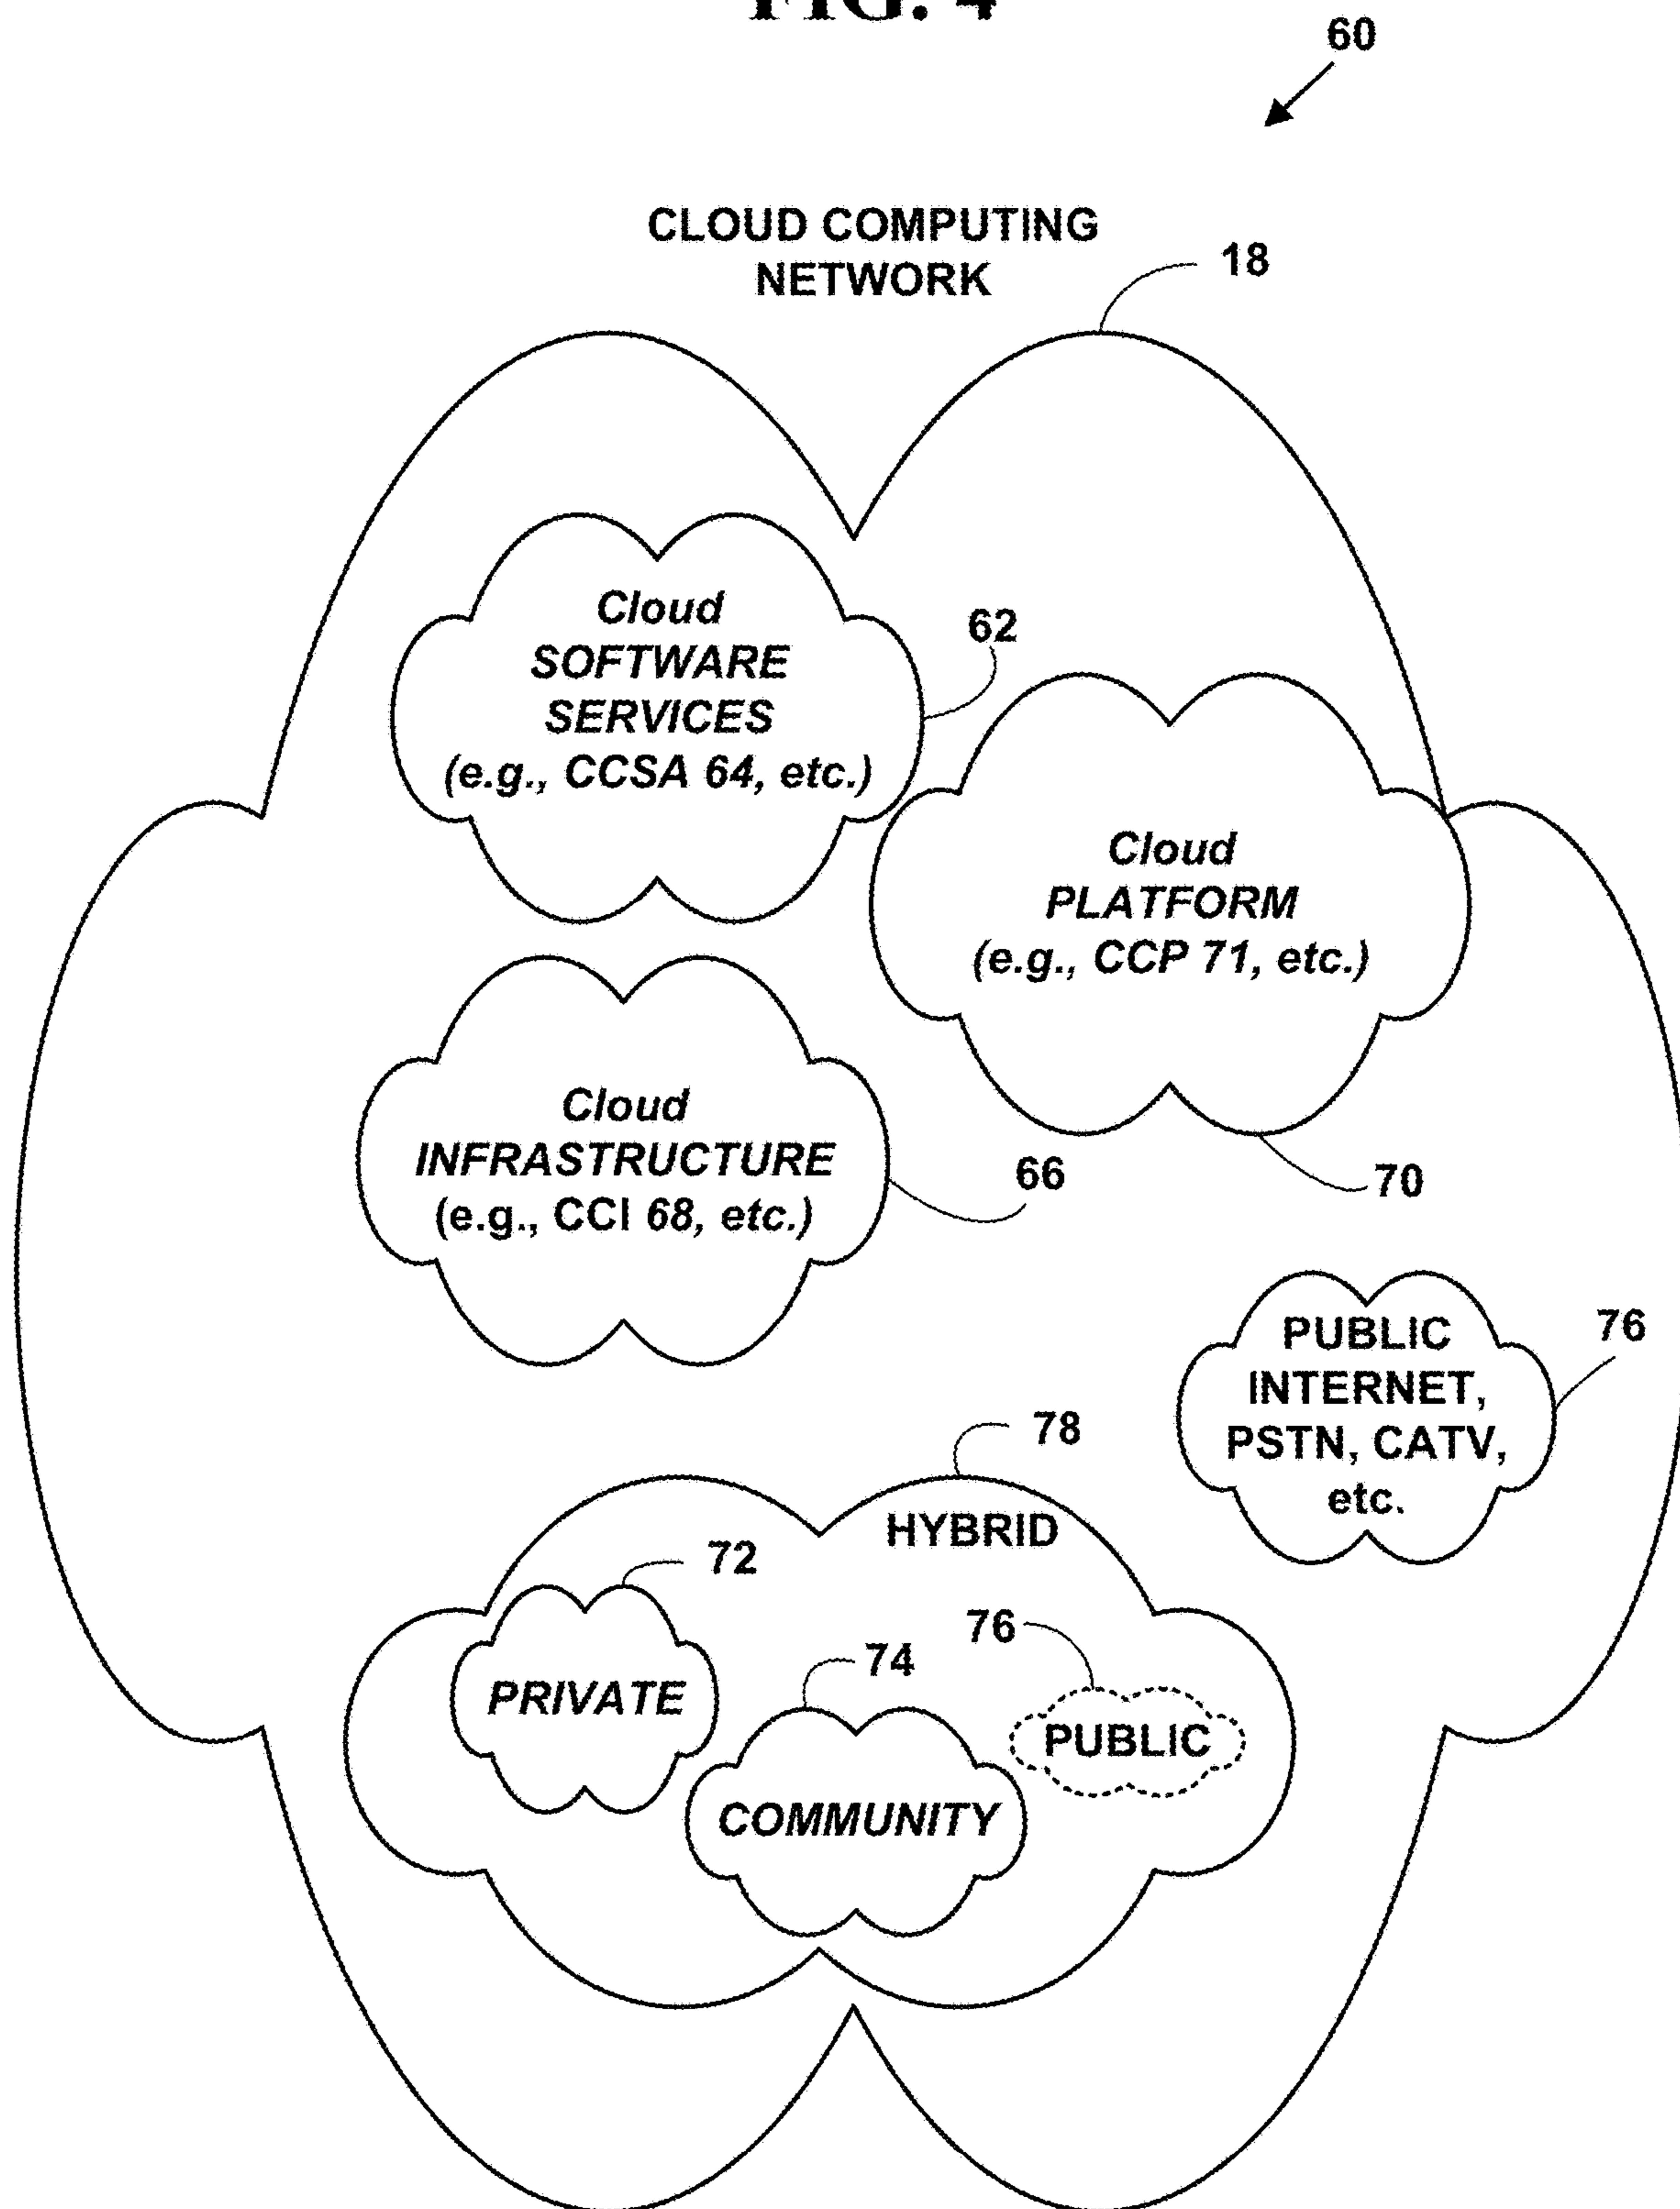 FIG. 4
60
CLOUD COMPUTING
NETWORK
18
Cloud
SOFTWARE
SERVICES
(e.g., CCSA 64, etc.)
62
Cloud
PLATFORM
(e.g., CCP 71, etc.)
70
Cloud
INFRASTRUCTURE
(e.g., CCI 68, etc.)
66
PUBLIC
INTERNET,
PSTN, CATV,
etc.
76
78
HYBRID
72
PRIVATE
74
COMMUNITY
76
PUBLIC